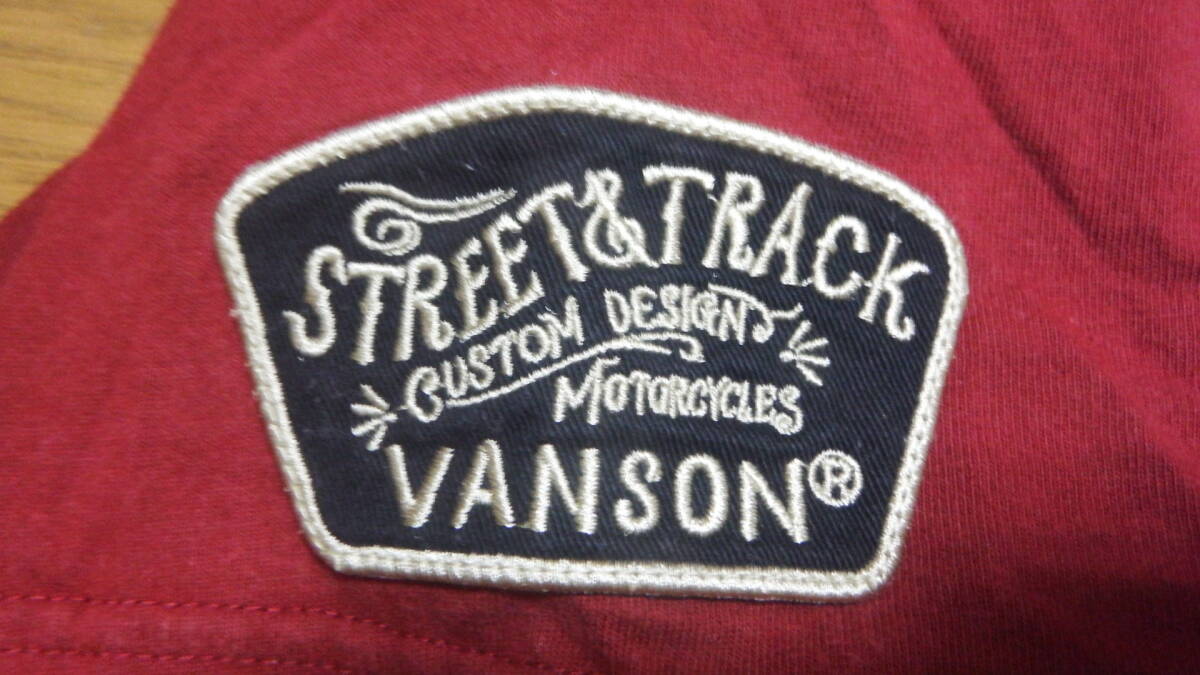 STREET & TRACK
CUSTOM DESIGN
MOTORCYCLES
VANSON®